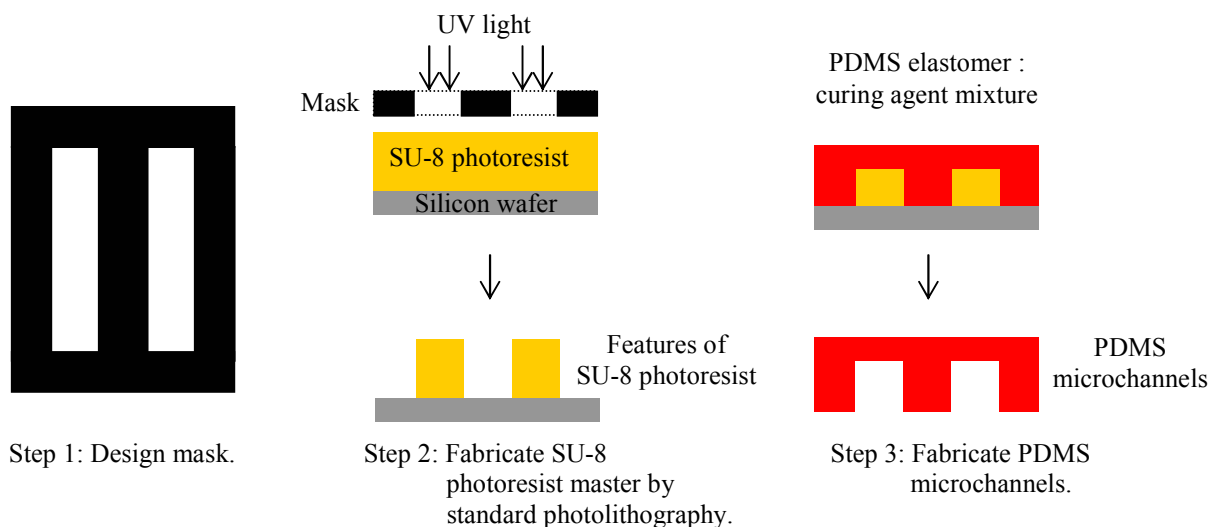 UV light
Mask
SU-8 photoresist
Silicon wafer
Features of
SU-8 photoresist
PDMS elastomer :
curing agent mixture
PDMS
microchannels
Step 1: Design mask.
Step 2: Fabricate SU-8
photoresist master by
standard photolithography.
Step 3: Fabricate PDMS
microchannels.